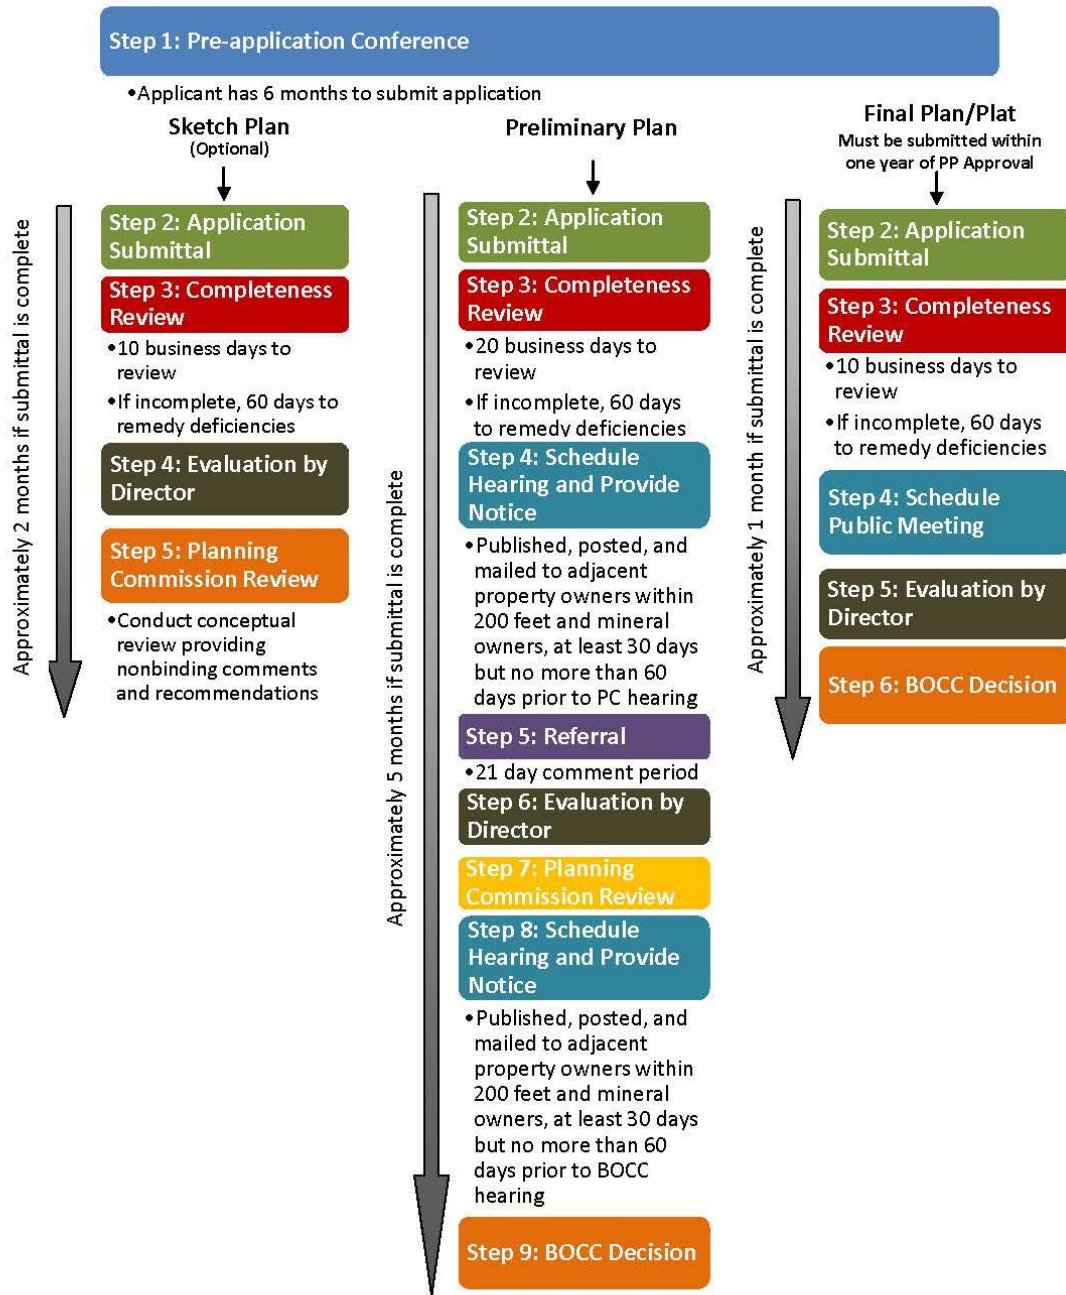 Step 1: Pre-application Conference
•Applicant has 6 months to submit application
Sketch Plan
(Optional)
Approximately 2 months if submittal is complete
Step 2: Application
Submittal
Step 3: Completeness
Review
•10 business days to
review
•If incomplete, 60 days
to remedy deficiencies
Step 4: Evaluation by
Director
Step 5: Planning
Commission Review
•Conduct conceptual
review providing
nonbinding comments
and recommendations
Preliminary Plan
Approximately 5 months if submittal is complete
Step 2: Application
Submittal
Step 3: Completeness
Review
•20 business days to
review
•If incomplete, 60 days
to remedy deficiencies
Step 4: Schedule
Hearing and Provide
Notice
•Published, posted, and
mailed to adjacent
property owners within
200 feet and mineral
owners, at least 30 days
but no more than 60
days prior to PC hearing
Step 5: Referral
•21 day comment period
Step 6: Evaluation by
Director
Step 7: Planning
Commission Review
Step 8: Schedule
Hearing and Provide
Notice
•Published, posted, and
mailed to adjacent
property owners within
200 feet and mineral
owners, at least 30 days
but no more than 60
days prior to BOCC
hearing
Step 9: BOCC Decision
Final Plan/Plat
Must be submitted within
one year of PP Approval
Approximately 1 month if submittal is complete
Step 2: Application
Submittal
Step 3: Completeness
Review
•10 business days to
review
•If incomplete, 60 days
to remedy deficiencies
Step 4: Schedule
Public Meeting
Step 5: Evaluation by
Director
Step 6: BOCC Decision